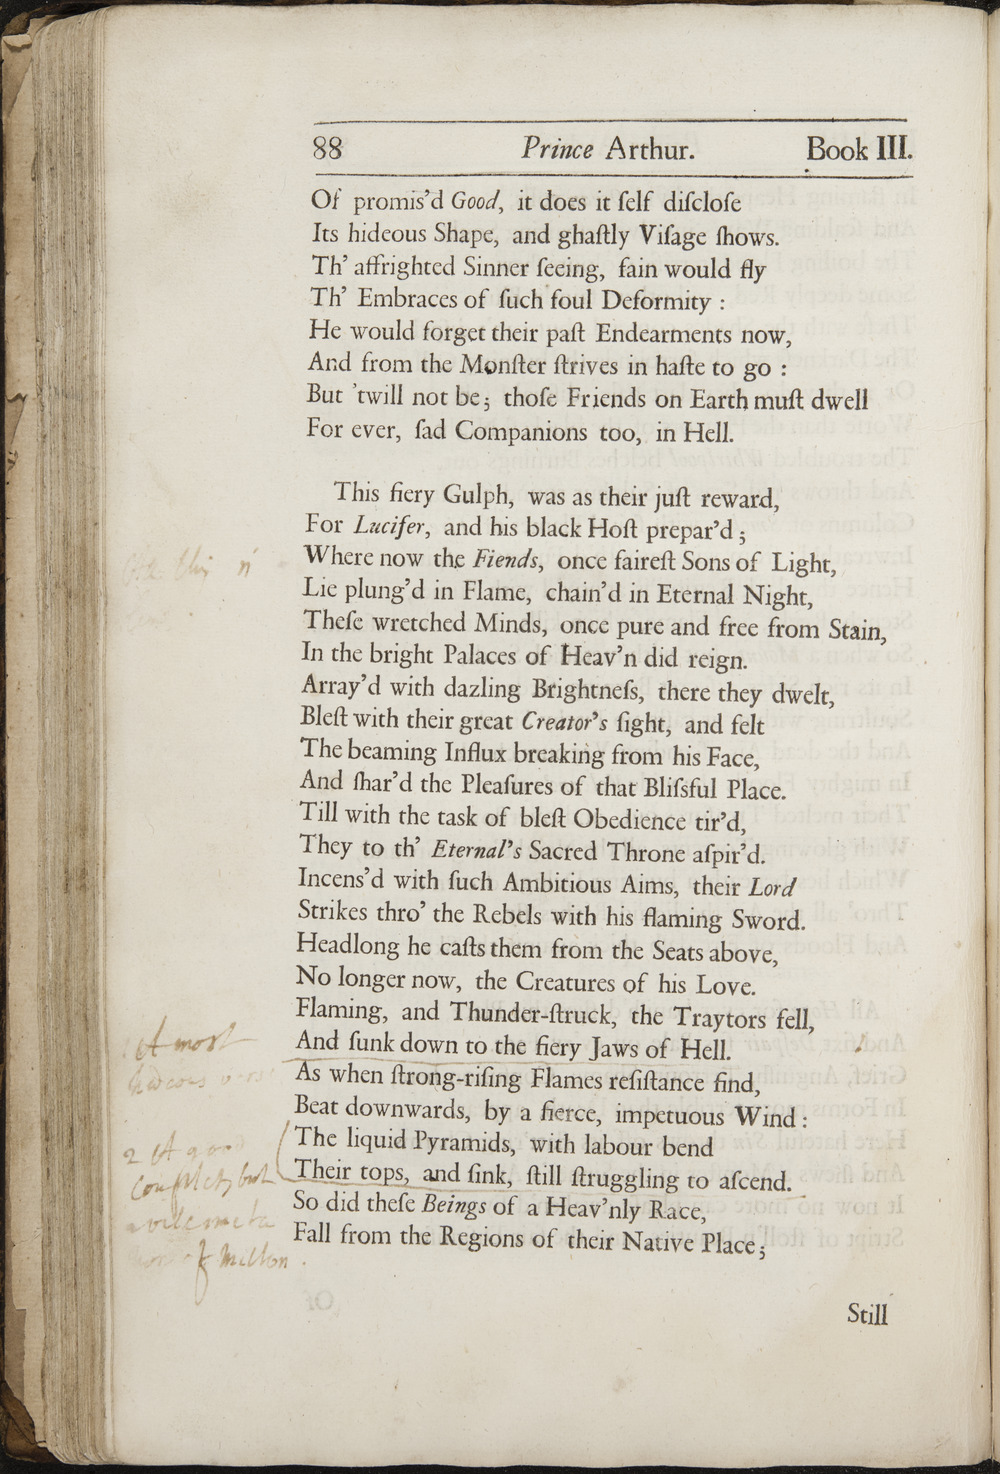 88 Prince Arthur. Book III.
Of promis’d Good, it does it ſelf diſcloſe
Its hideous Shape, and ghaſtly Viſage ſhows.
Th’ affrighted Sinner ſeeing, fain would fly
Th’ Embraces of ſuch foul Deformity :
He would forget their paſt Endearments now,
And from the Monſter ſtrives in haſte to go :
But ’twill not be; thoſe Friends on Earth muſt dwell
For ever, ſad Companions too, in Hell.
This fiery Gulph, was as their juſt reward,
For Lucifer, and his black Hoſt prepar’d ;
Where now the Fiends, once faireſt Sons of Light,
Lie plung’d in Flame, chain’d in Eternal Night,
Theſe wretched Minds, once pure and free from Stain,
In the bright Palaces of Heav’n did reign.
Array’d with dazling Brightneſs, there they dwelt,
Bleſt with their great Creator’s ſight, and felt
The beaming Influx breaking from his Face,
And ſhar’d the Pleaſures of that Bliſsful Place.
Till with the task of bleſt Obedience tir’d,
They to th’ Eternal’s Sacred Throne aſpir’d.
Incens’d with ſuch Ambitious Aims, their Lord
Strikes thro’ the Rebels with his flaming Sword.
Headlong he caſts them from the Seats above,
No longer now, the Creatures of his Love.
Flaming, and Thunder-ſtruck, the Traytors fell,
And ſunk down to the fiery Jaws of Hell.
As when ſtrong-riſing Flames reſiſtance find,
Beat downwards, by a fierce, impetuous Wind :
The liquid Pyramids, with labour bend
Their tops, and ſink, ſtill ſtruggling to aſcend.
So did theſe Beings of a Heav’nly Race,
Fall from the Regions of their Native Place ;
Still
A most
2 A good
but
of Milton